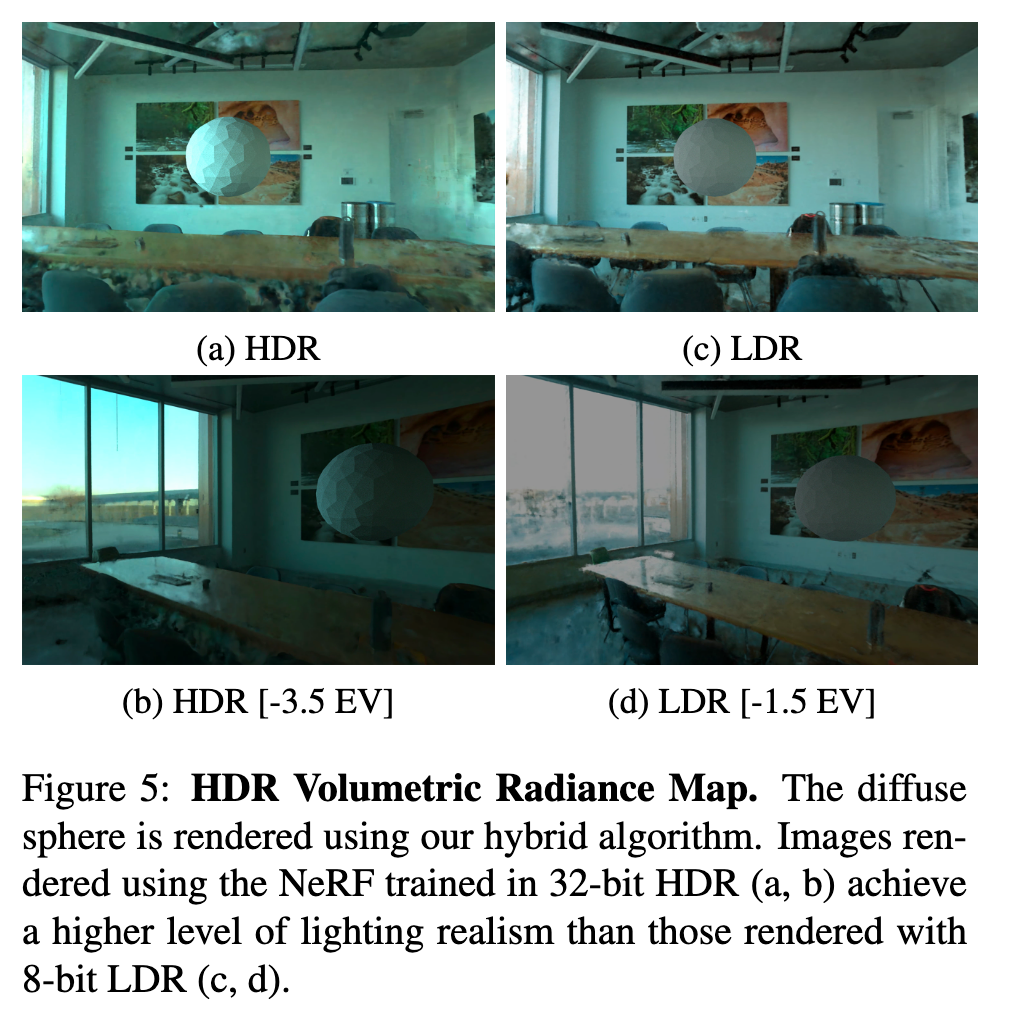 (a) HDR
(c) LDR
(b) HDR [-3.5 EV]
(d) LDR [-1.5 EV]
Figure 5: HDR Volumetric Radiance Map. The diffuse
sphere is rendered using our hybrid algorithm. Images ren-
dered using the NeRF trained in 32-bit HDR (a, b) achieve
a higher level of lighting realism than those rendered with
8-bit LDR (c, d).